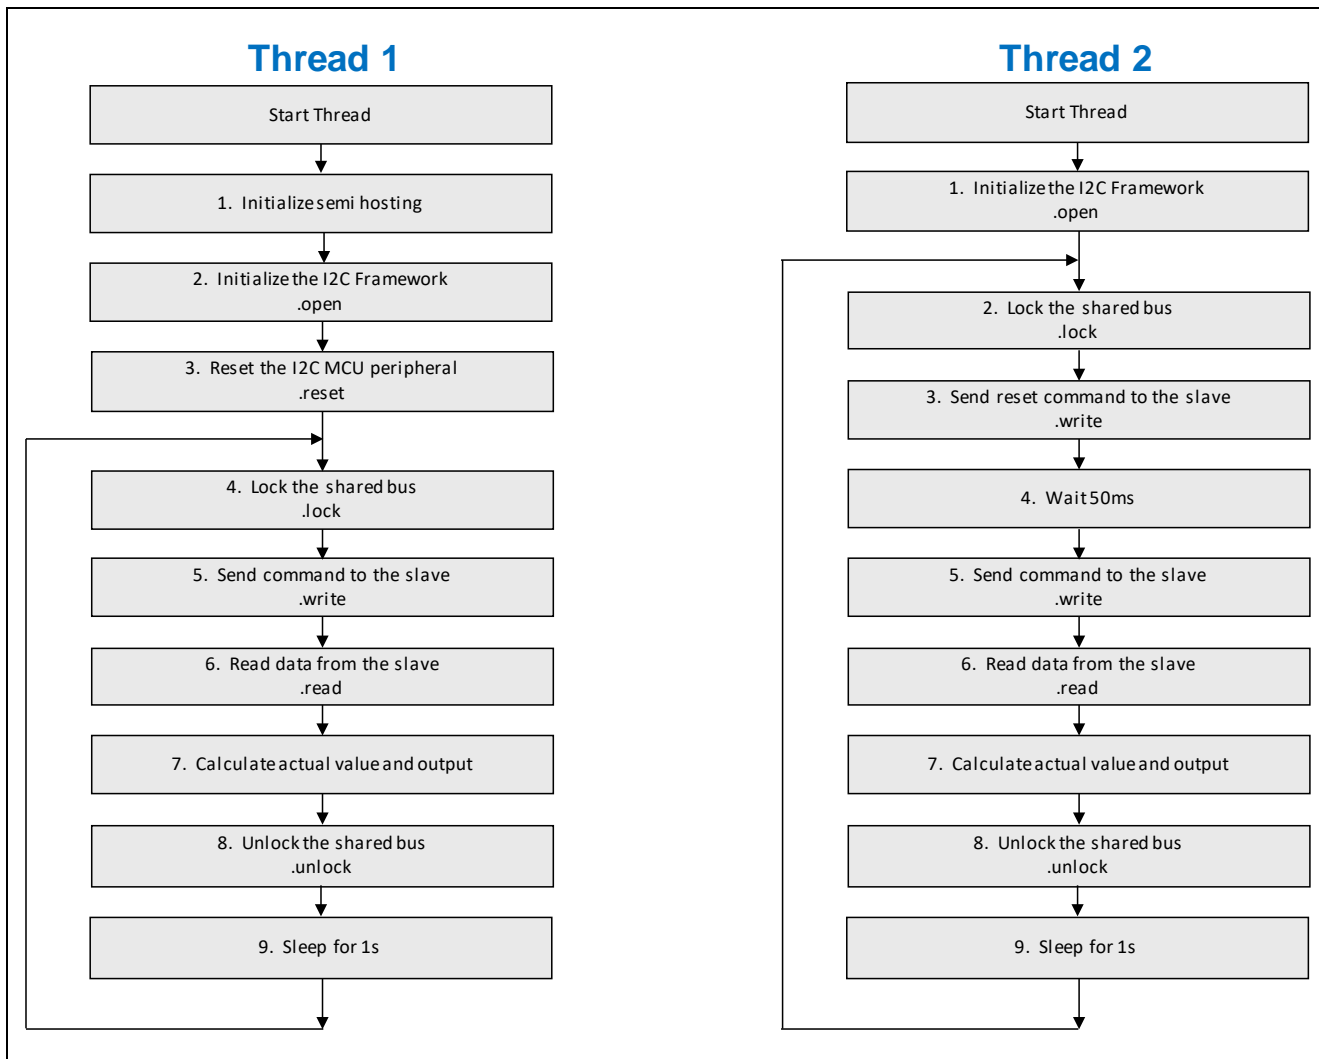 Thread 1
Start Thread
1. Initialize semi hosting
2. Initialize the I2C Framework
.open
3. Reset the I2C MCU peripheral
.reset
4. Lock the shared bus
.lock
5. Send command to the slave
.write
6. Read data from the slave
.read
7. Calculate actual value and output
8. Unlock the shared bus
.unlock
9. Sleep for 1s
Thread 2
Start Thread
1. Initialize the I2C Framework
.open
2. Lock the shared bus
.lock
3. Send reset command to the slave
.write
4. Wait 50ms
5. Send command to the slave
.write
6. Read data from the slave
.read
7. Calculate actual value and output
8. Unlock the shared bus
.unlock
9. Sleep for 1s